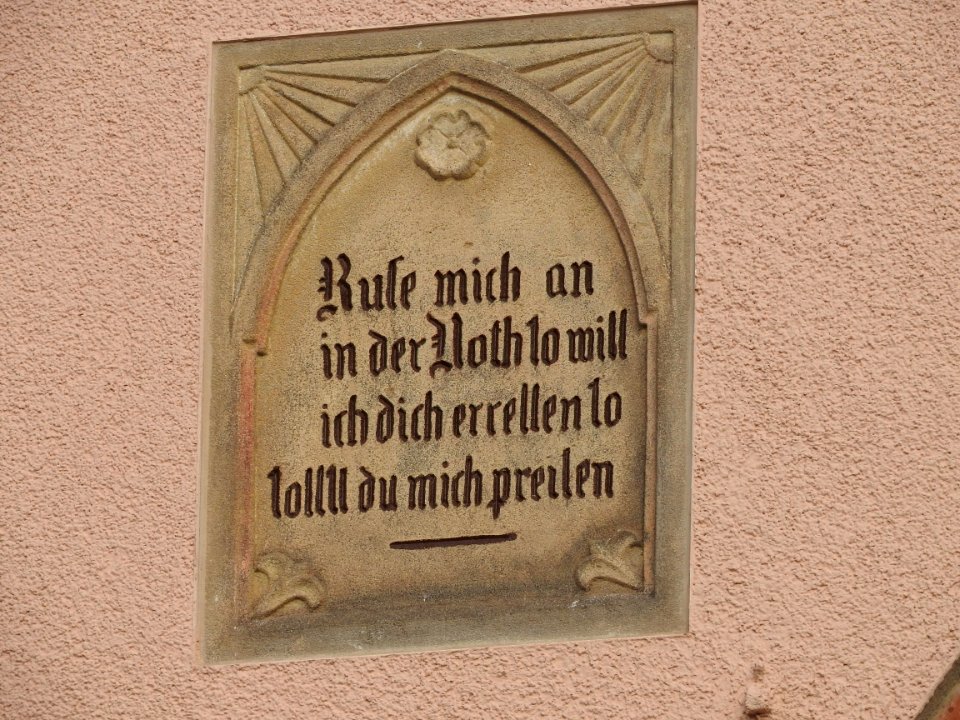 Rufe mich an
in der Noth so will
ich dich erretten so
sollst du mich preisen